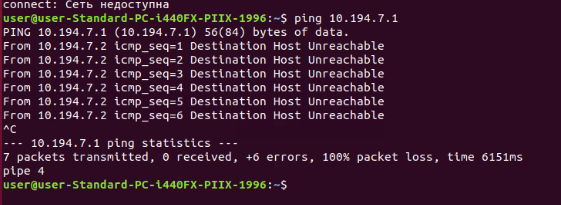 connect: Сеть недоступна
user@user-Standard-PC-i440FX-PIIX-1996:~$ ping 10.194.7.1
PING 10.194.7.1 (10.194.7.1) 56(84) bytes of data.
From 10.194.7.2 icmp_seq=1 Destination Host Unreachable
From 10.194.7.2 icmp_seq=2 Destination Host Unreachable
From 10.194.7.2 icmp_seq=3 Destination Host Unreachable
From 10.194.7.2 icmp_seq=4 Destination Host Unreachable
From 10.194.7.2 icmp_seq=5 Destination Host Unreachable
From 10.194.7.2 icmp_seq=6 Destination Host Unreachable
^C
--- 10.194.7.1 ping statistics ---
7 packets transmitted, 0 received, +6 errors, 100% packet loss, time 6151ms
pipe 4
user@user-Standard-PC-i440FX-PIIX-1996:~$